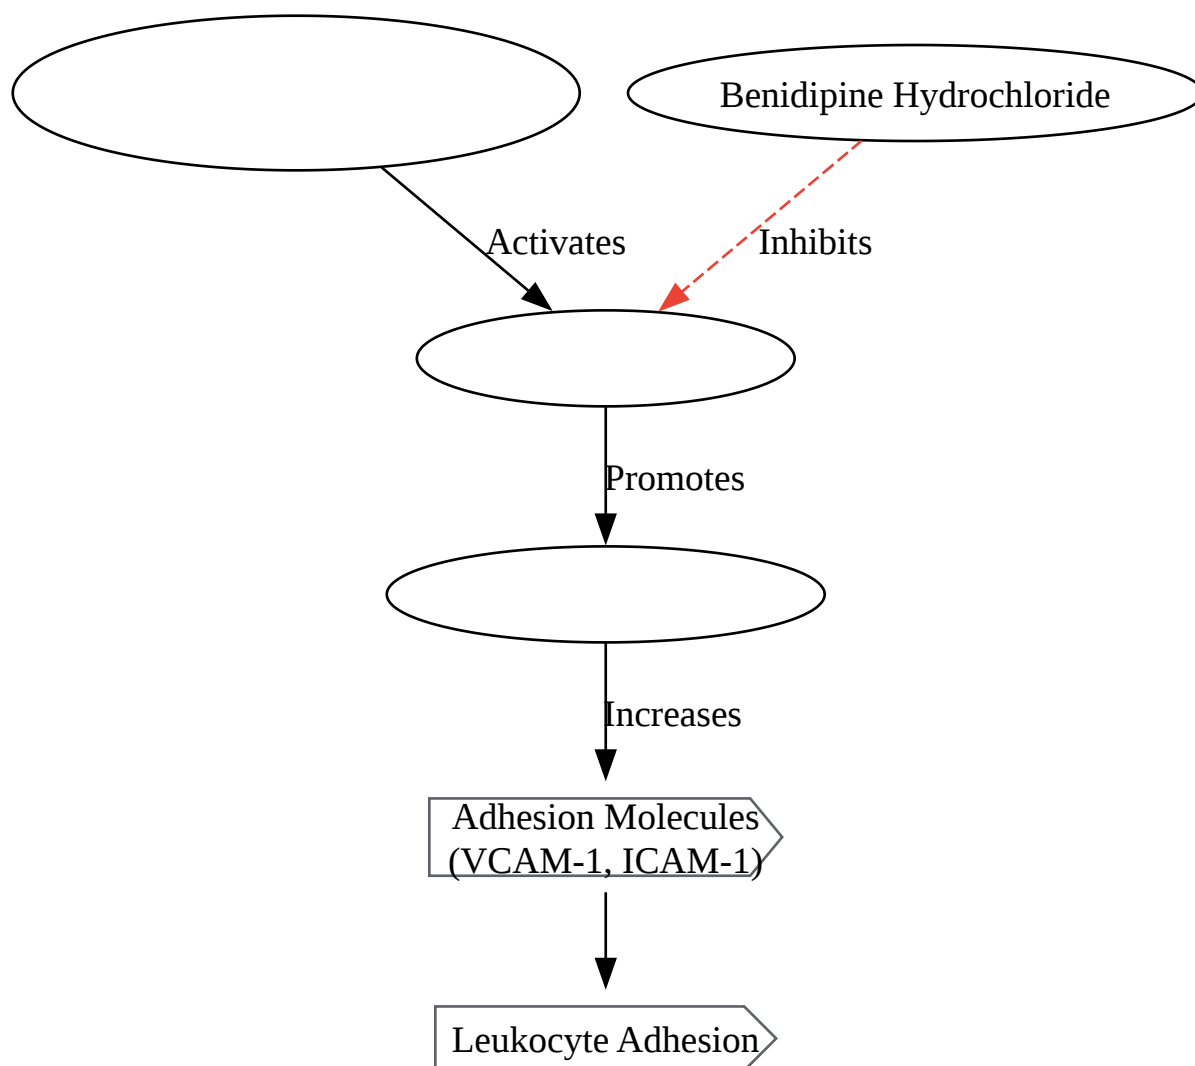 Benidipine Hydrochloride
Activates
Inhibits
Promotes
Increases
Adhesion Molecules
(VCAM-1, ICAM-1)
Leukocyte Adhesion